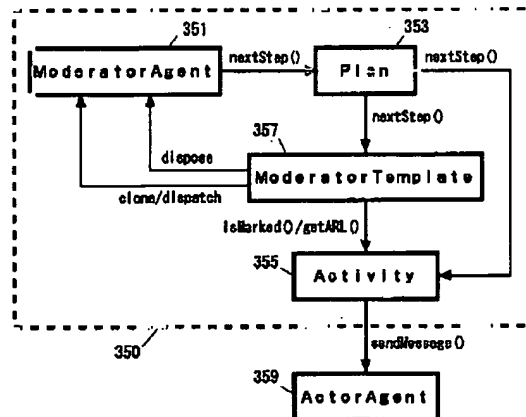 351
353
ModeratorAgent
nextStep()
Plan
nextStep()
nextStep()
357
dispose
ModeratorTemplate
clone/dispatch
isMarked()/getARL()
355
Activity
350
sendMessage()
359
ActorAgent